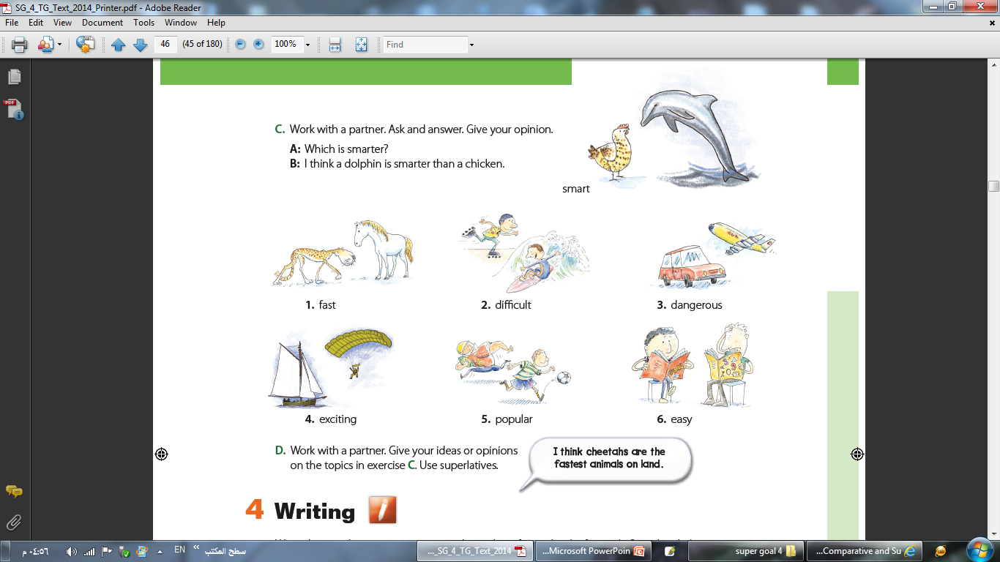 SG_4_TG_Text_2014_Printer.pdf - Adobe Reader
File Edit View Document Tools Window Help
46 (45 of 180) 100% Find
C. Work with a partner. Ask and answer. Give your opinion.
A: Which is smarter?
B: I think a dolphin is smarter than a chicken.
smart
1. fast
2. difficult
3. dangerous
4. exciting
5. popular
6. easy
D. Work with a partner. Give your ideas or opinions
on the topics in exercise C. Use superlatives.
I think cheetahs are the
fastest animals on land.
4 Writing
٠٤:٥٦ م
EN
سطح المكتب
..._SG_4_TG_Text_2014
...Microsoft PowerPoin
super goal 4
...Comparative and Su